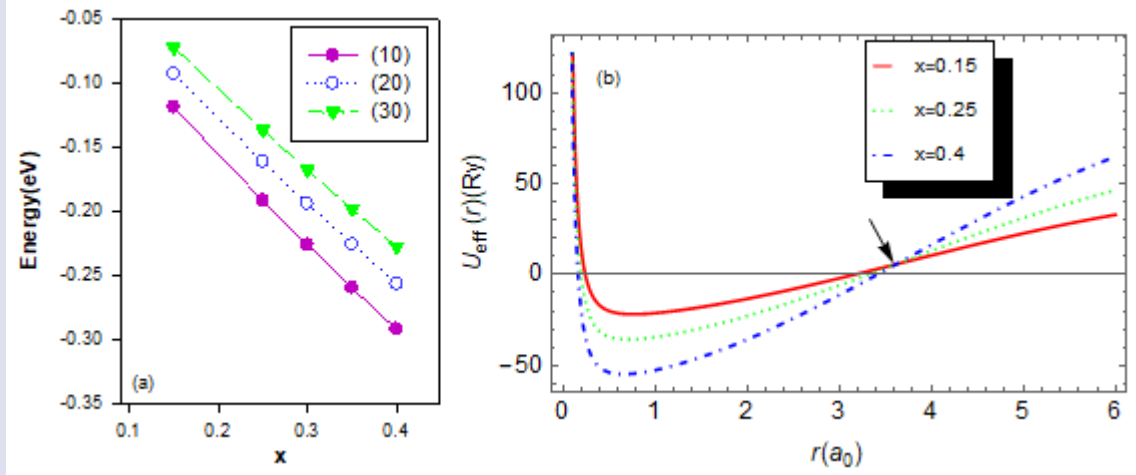 -0.05
-0.10
-0.15
-0.20
-0.25
-0.30
-0.35
Energy(eV)
(10)
(20)
(30)
(a)
0.1 0.2 0.3 0.4
x
(b)
x=0.15
x=0.25
x=0.4
100
50
0
-50
U_eff (r)(Ry)
0 1 2 3 4 5 6
r(a₀)